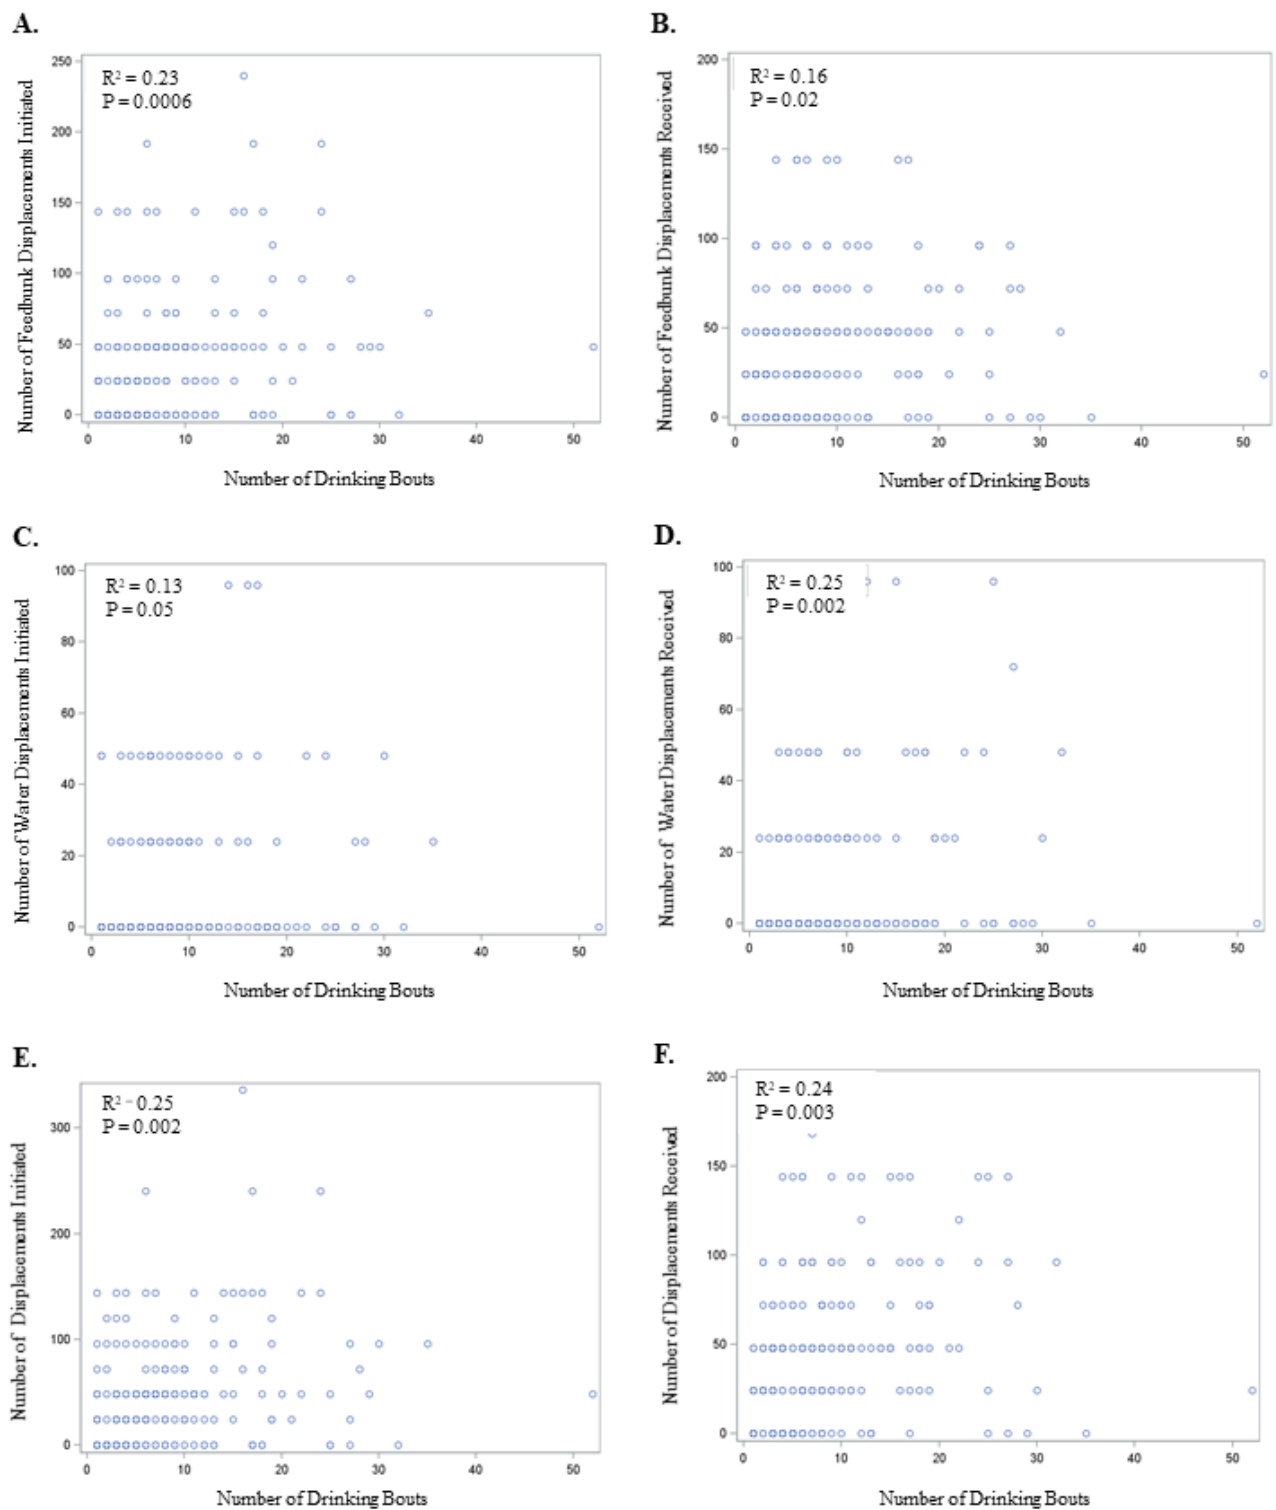 A.
Number of Feedbunk Displacements Initiated
R² = 0.23
P = 0.0006
250
200
150
100
50
0
0 10 20 30 40 50
Number of Drinking Bouts
B.
Number of Feedbunk Displacements Received
R² = 0.16
P = 0.02
200
150
100
50
0
0 10 20 30 40 50
Number of Drinking Bouts
C.
Number of Water Displacements Initiated
R² = 0.13
P = 0.05
100
80
60
40
20
0
0 10 20 30 40 50
Number of Drinking Bouts
D.
Number of Water Displacements Received
R² = 0.25
P = 0.002
100
80
60
40
20
0
0 10 20 30 40 50
Number of Drinking Bouts
E.
Number of Displacements Initiated
R² - 0.25
P = 0.002
300
200
100
0
0 10 20 30 40 50
Number of Drinking Bouts
F.
Number of Displacements Received
R² = 0.24
P = 0.003
200
150
100
50
0
0 10 20 30 40 50
Number of Drinking Bouts